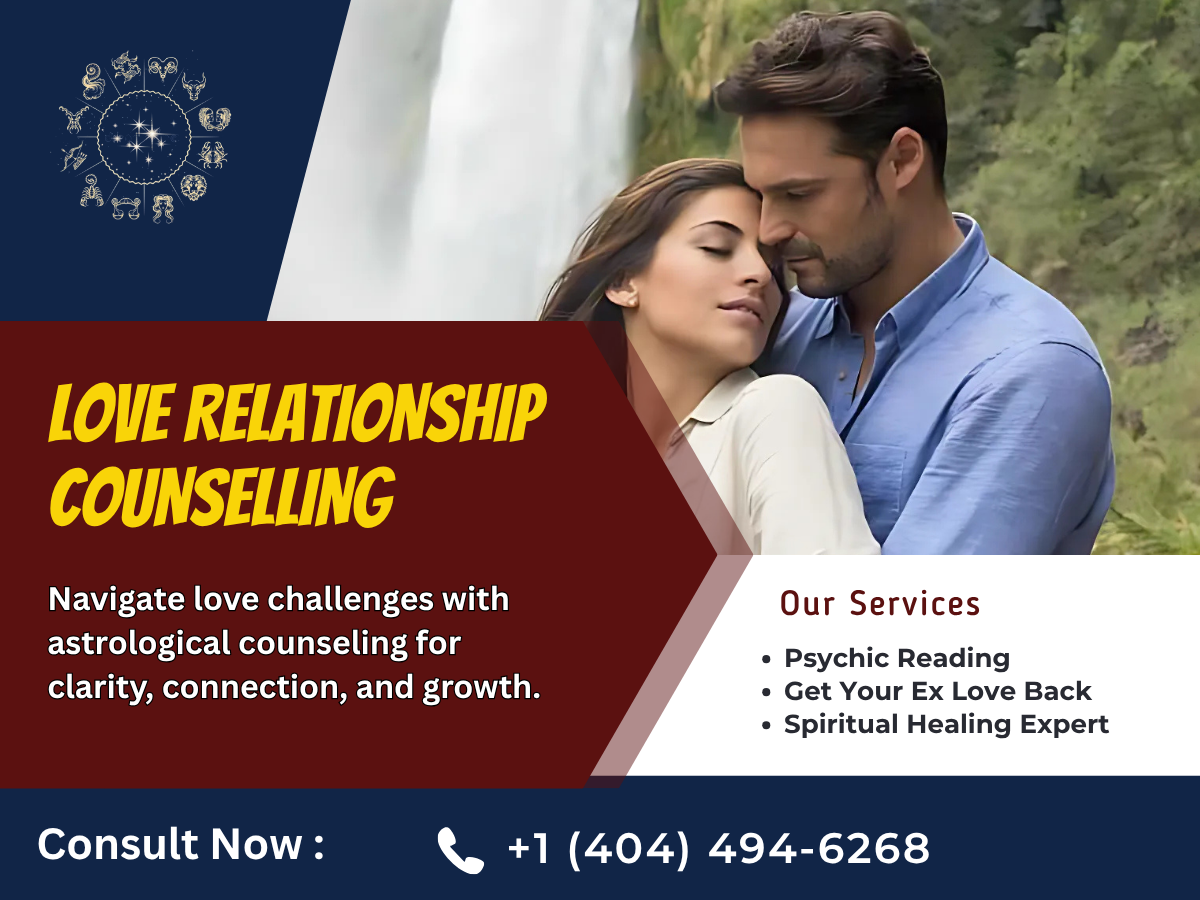 LOVE RELATIONSHIP
COUNSELLING
Navigate love challenges with
astrological counseling for
clarity, connection, and growth.
Our Services
• Psychic Reading
• Get Your Ex Love Back
• Spiritual Healing Expert
Consult Now :
+1 (404) 494-6268